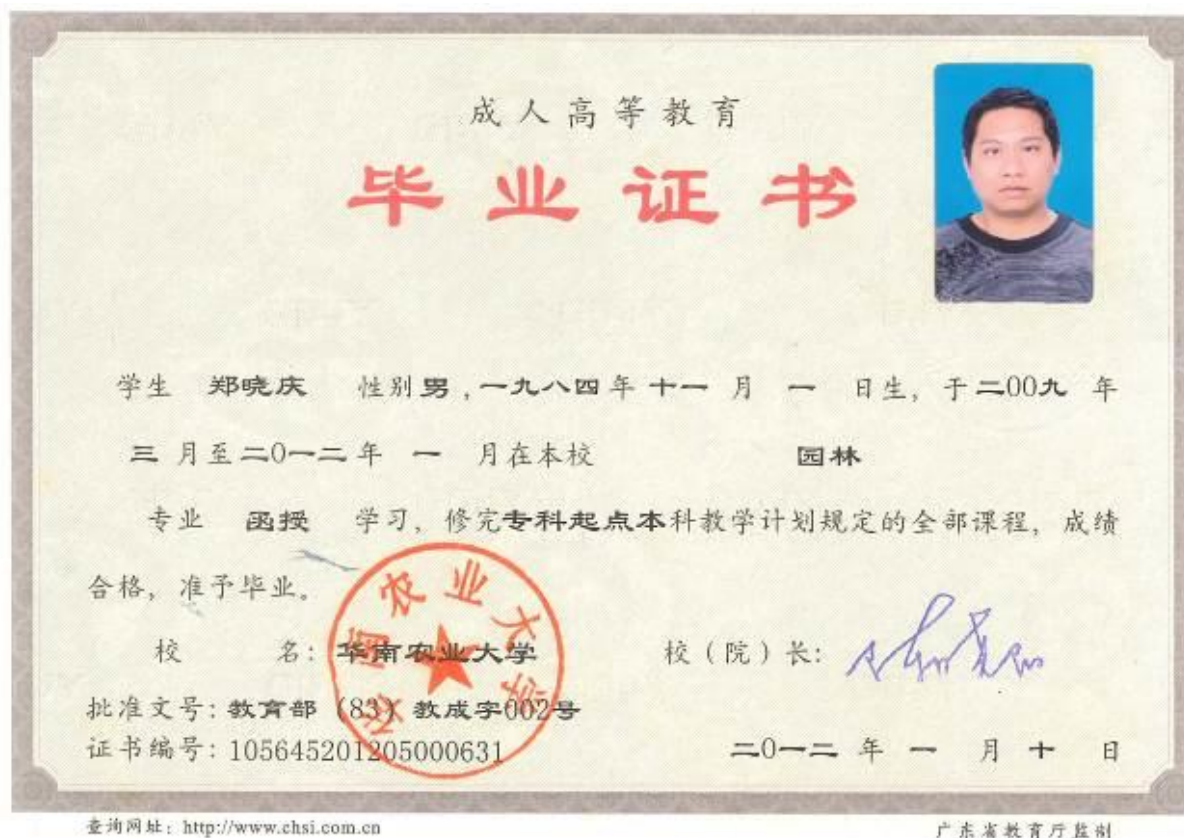 成人高等教育
毕业证书
学生 郑晓庆 性别男,一九八四年十一月一日生,于二00九年
三月至二0一二年一月在本校 园林
专业 函授 学习,修完专科起点本科教学计划规定的全部课程,成绩
合格,准予毕业。
华南农业大学
校 名:华南农业大学 校(院)长:
批准文号:教育部(83)教成字002号
证书编号:105645201205000631 二0一二年一月十日
查询网址:http://www.chsi.com.cn 广东省教育厅监制